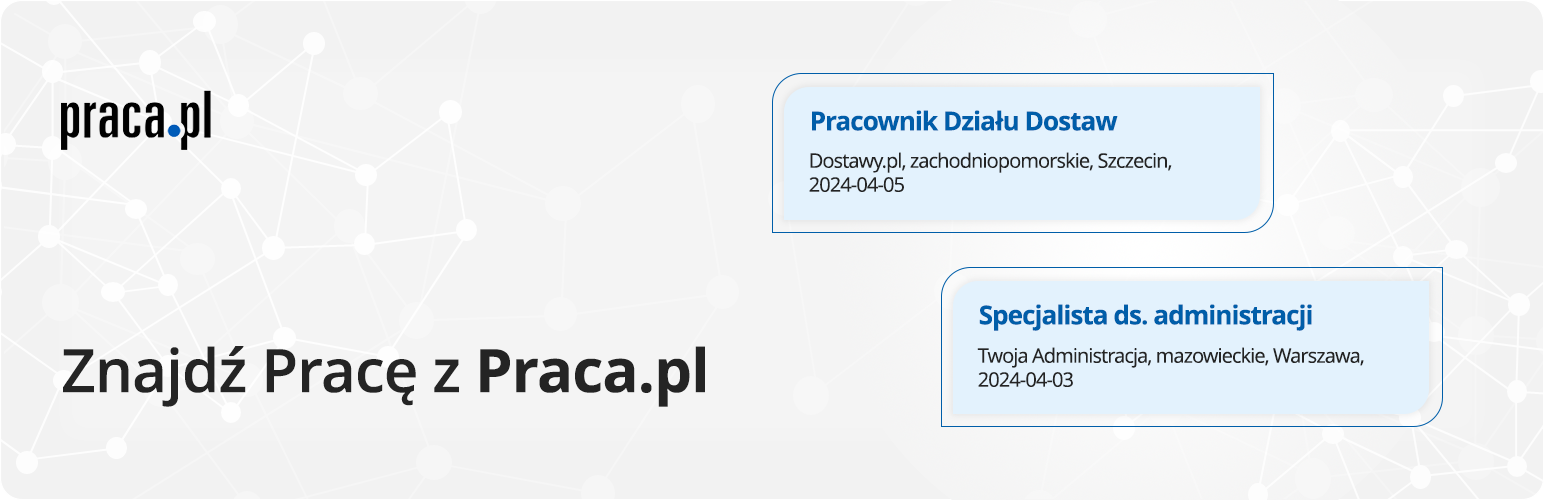 praca.pl
Znajdź Pracę z Praca.pl
Pracownik Działu Dostaw
Dostawy.pl, zachodniopomorskie, Szczecin,
2024-04-05
Specjalista ds. administracji
Twoja Administracja, mazowieckie, Warszawa,
2024-04-03